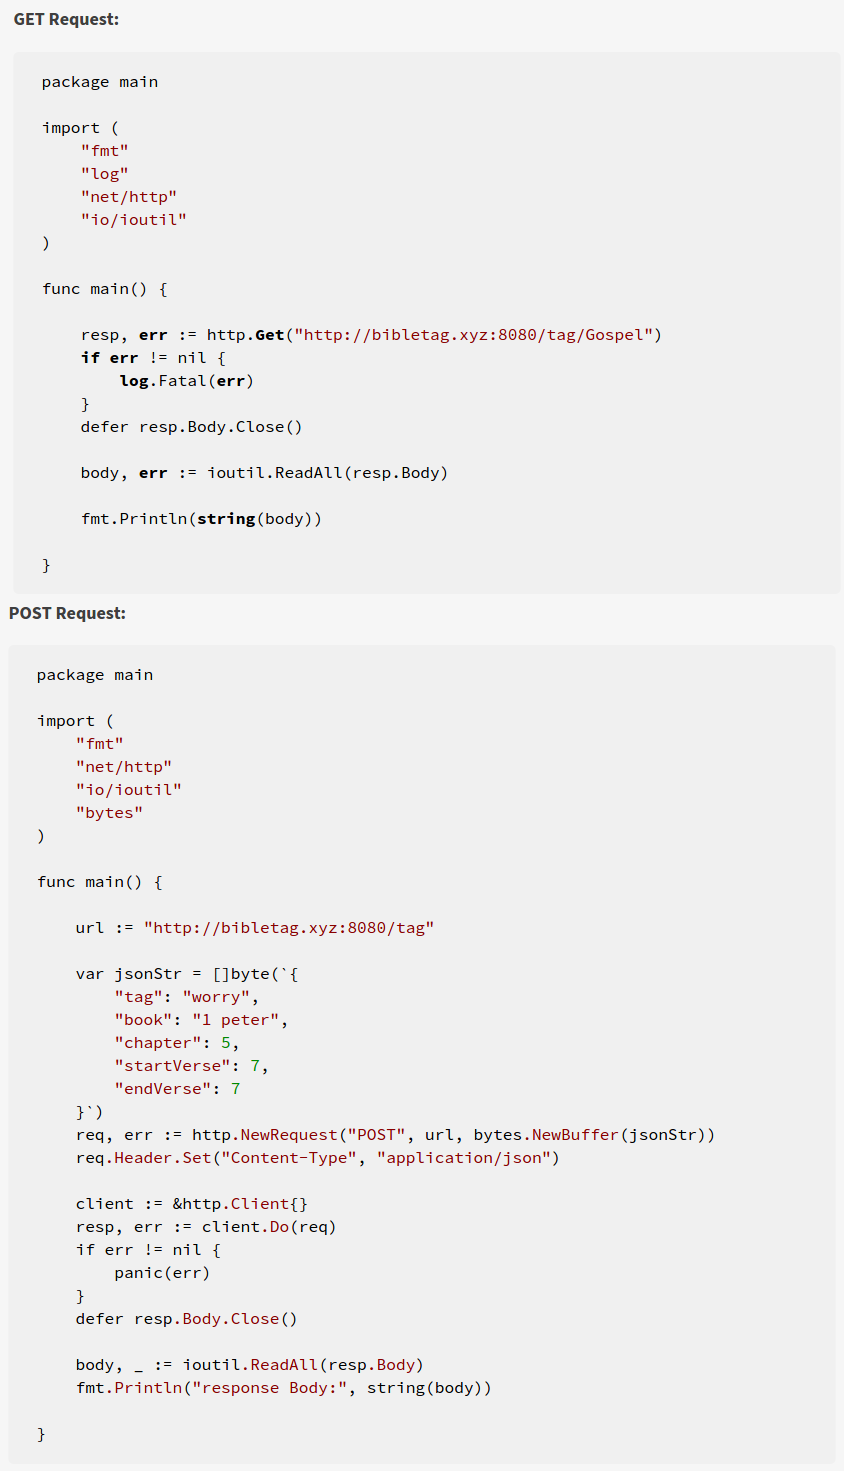 GET Request:
package main
import (
    "fmt"
    "log"
    "net/http"
    "io/ioutil"
)
func main() {
    resp, err := http.Get("http://bibletag.xyz:8080/tag/Gospel")
    if err != nil {
        log.Fatal(err)
    }
    defer resp.Body.Close()
    body, err := ioutil.ReadAll(resp.Body)
    fmt.Println(string(body))
}
POST Request:
package main
import (
    "fmt"
    "net/http"
    "io/ioutil"
    "bytes"
)
func main() {
    url := "http://bibletag.xyz:8080/tag"
    var jsonStr = []byte(`{
        "tag": "worry",
        "book": "1 peter",
        "chapter": 5,
        "startVerse": 7,
        "endVerse": 7
    }`)
    req, err := http.NewRequest("POST", url, bytes.NewBuffer(jsonStr))
    req.Header.Set("Content-Type", "application/json")
    client := &http.Client{}
    resp, err := client.Do(req)
    if err != nil {
        panic(err)
    }
    defer resp.Body.Close()
    body, _ := ioutil.ReadAll(resp.Body)
    fmt.Println("response Body:", string(body))
}